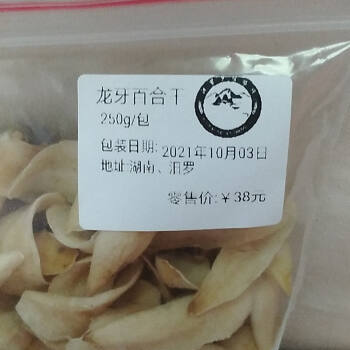 龙牙百合干
250g/包
包装日期: 2021年10月03日
地址:湖南、汨罗
零售价:￥38元